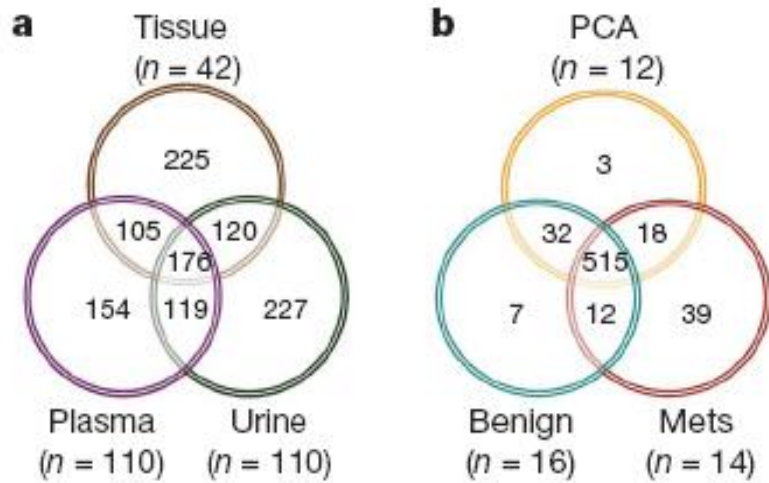 a
Tissue
(n = 42)
225
105
120
176
154
119
227
Plasma
(n = 110)
Urine
(n = 110)
b
PCA
(n = 12)
3
32
18
515
7
12
39
Benign
(n = 16)
Mets
(n = 14)